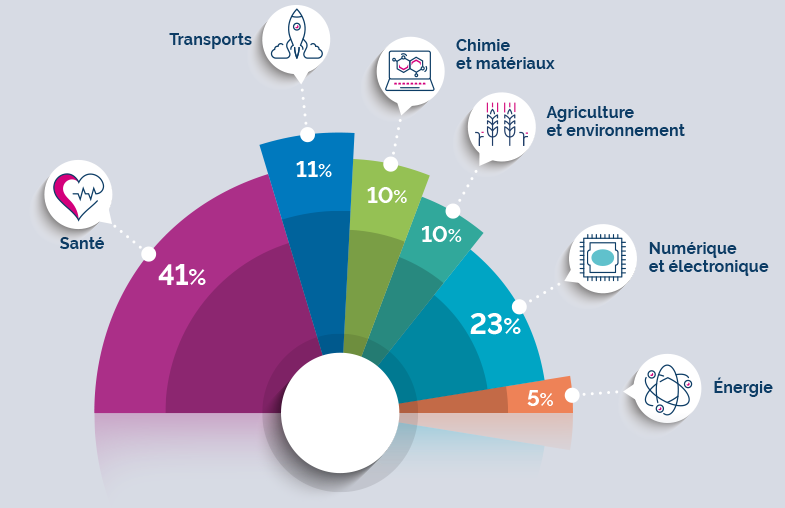 Transports
Chimie
et matériaux
Agriculture
et environnement
11%
10%
10%
Santé
41%
Numérique
et électronique
23%
Énergie
5%